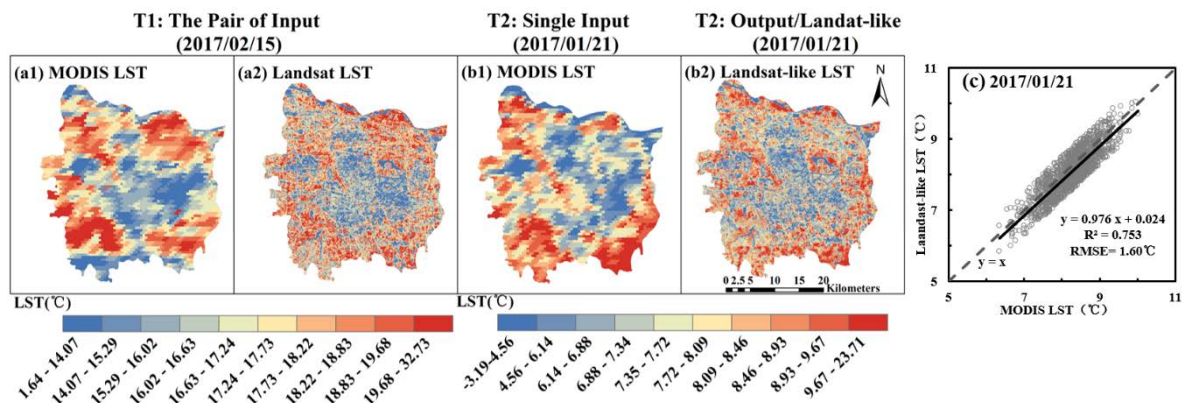 T1: The Pair of Input
(2017/02/15)
T2: Single Input
(2017/01/21)
T2: Output/Landat-like
(2017/01/21)
(a1) MODIS LST
(a2) Landsat LST
(b1) MODIS LST
(b2) Landsat-like LST
N
0 2.5 5 10 15 20
Kilometers
LST(℃)
1.64 - 14.07
14.07 - 15.29
15.29 - 16.02
16.02 - 16.63
16.63 - 17.24
17.24 - 17.73
17.73 - 18.22
18.22 - 18.83
18.83 - 19.68
19.68 - 32.73
LST(℃)
-3.19-4.56
4.56 - 6.14
6.14 - 6.88
6.88 - 7.34
7.35 - 7.72
7.72 - 8.09
8.09 - 8.46
8.46 - 8.93
8.93 - 9.67
9.67 - 23.71
(c) 2017/01/21
Laandast-like LST (℃)
11
9
7
5
y = 0.976 x + 0.024
R² = 0.753
RMSE= 1.60℃
y = x
5 7 9 11
MODIS LST (℃)